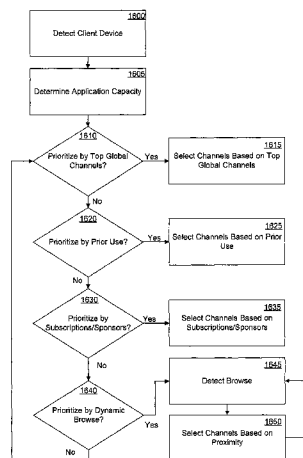 1600
Detect Client Device
1605
Determine Application Capacity
1610
Prioritize by Top Global
Channels?
Yes
1615
Select Channels Based on Top
Global Channels
No
1620
Prioritize by Prior Use?
Yes
1625
Select Channels Based on Prior
Use
No
1630
Prioritize by
Subscriptions/Sponsors?
Yes
1635
Select Channels Based on
Subscriptions/Sponsors
No
1640
Prioritize by Dynamic
Browse?
Yes
1645
Detect Browse
1650
Select Channels Based on
Proximity
No